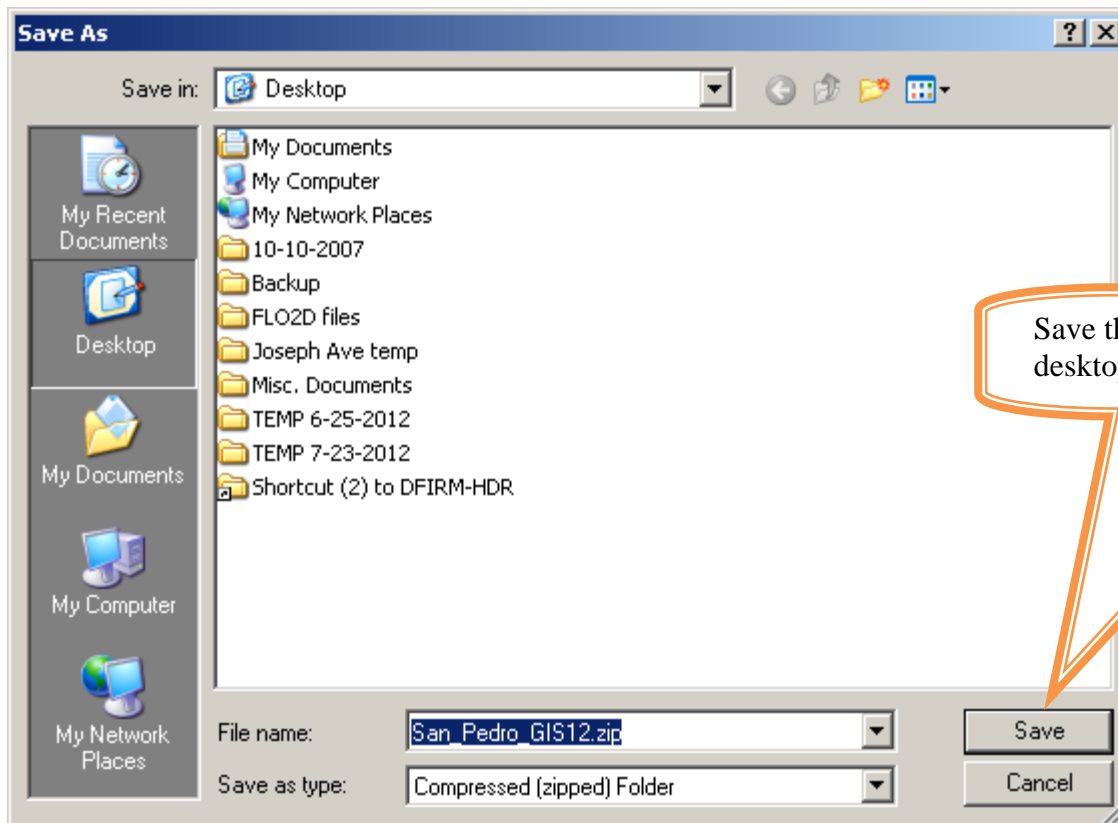 Save As
Save in:
Desktop
My Recent
Documents
Desktop
My Documents
My Computer
My Network
Places
My Documents
My Computer
My Network Places
10-10-2007
Backup
FLO2D files
Joseph Ave temp
Misc. Documents
TEMP 6-25-2012
TEMP 7-23-2012
Shortcut (2) to DFIRM-HDR
Save
File name:
San_Pedro_GIS12.zip
Save
Save as type:
Compressed (zipped) Folder
Cancel